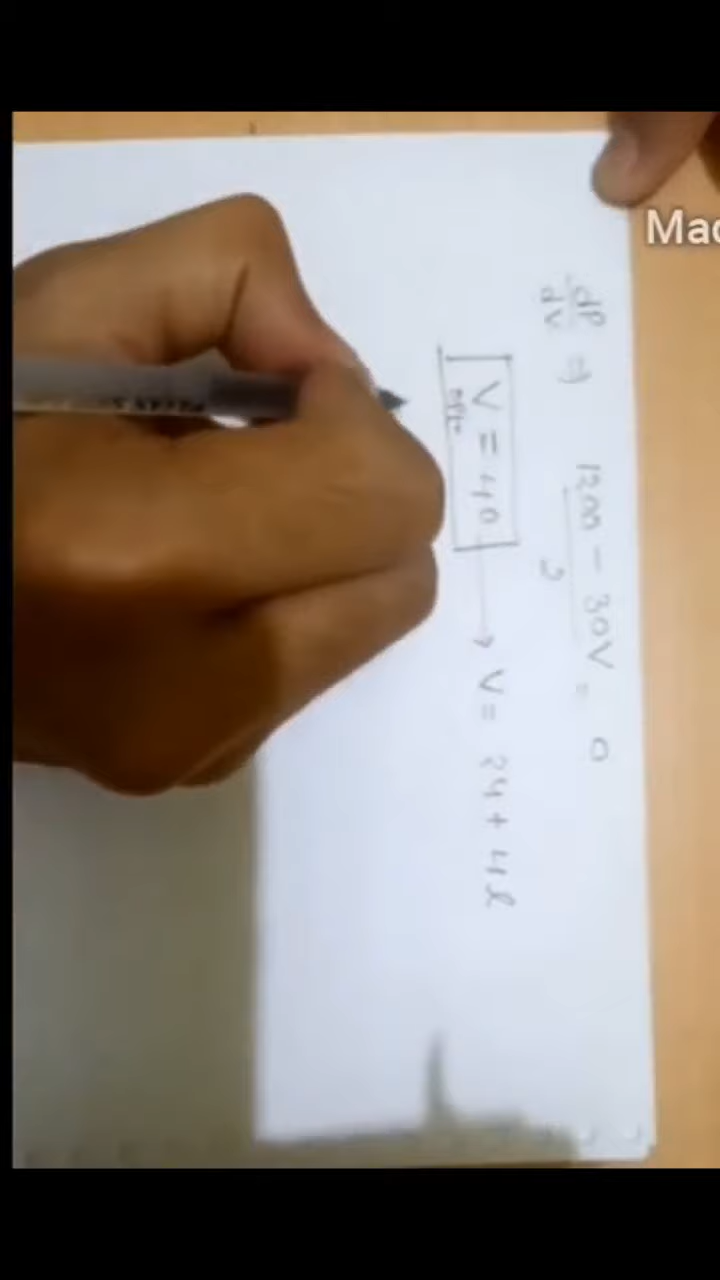 dP/dV ⇒ (1200 - 30V)/2 = 0
V = 40 → V = 24 + 4l
Mac